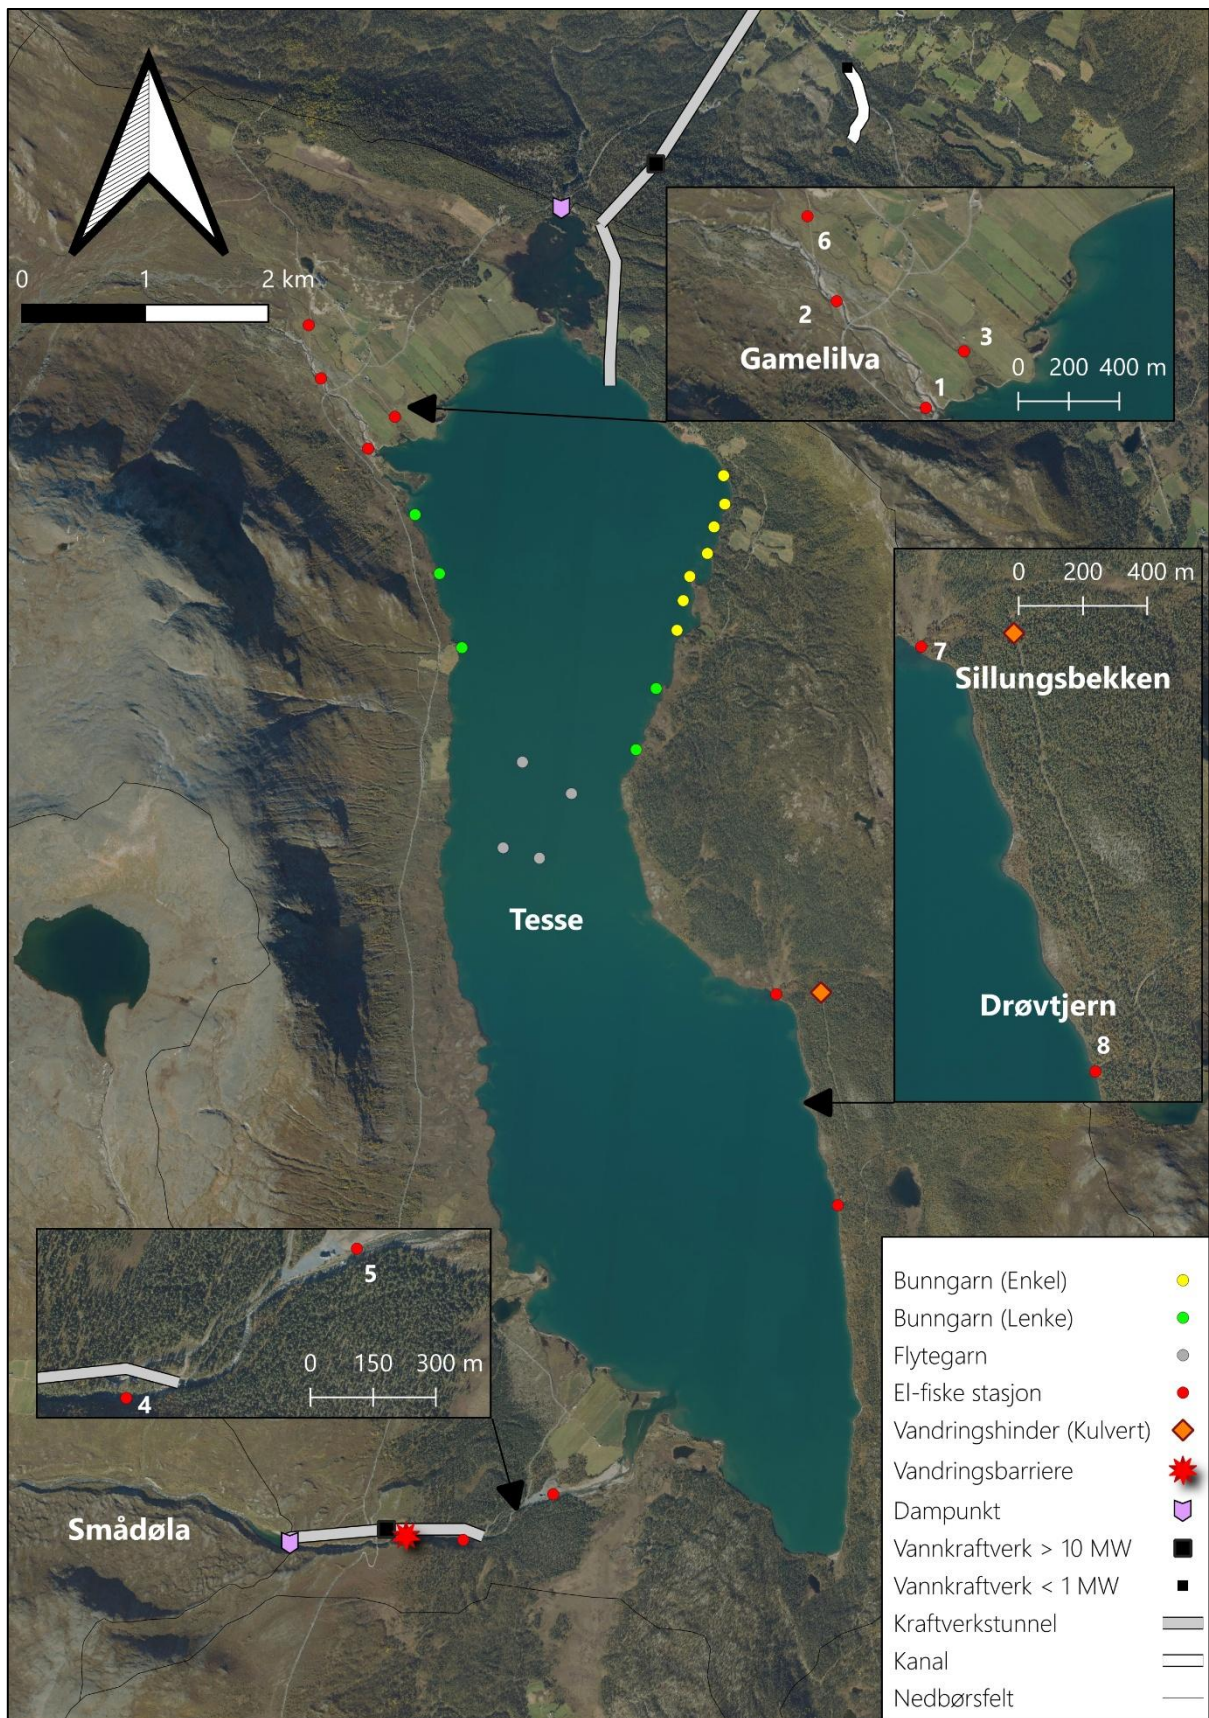 0 1 2 km
6
2
3
Gamelilva
0 200 400 m
1
0 200 400 m
7
Sillungsbekken
Tesse
Drøvtjern
8
5
0 150 300 m
4
Smådøla
Bunngarn (Enkel)
Bunngarn (Lenke)
Flytegarn
El-fiske stasjon
Vandringshinder (Kulvert)
Vandringsbarriere
Dampunkt
Vannkraftverk > 10 MW
Vannkraftverk < 1 MW
Kraftverkstunnel
Kanal
Nedbørsfelt